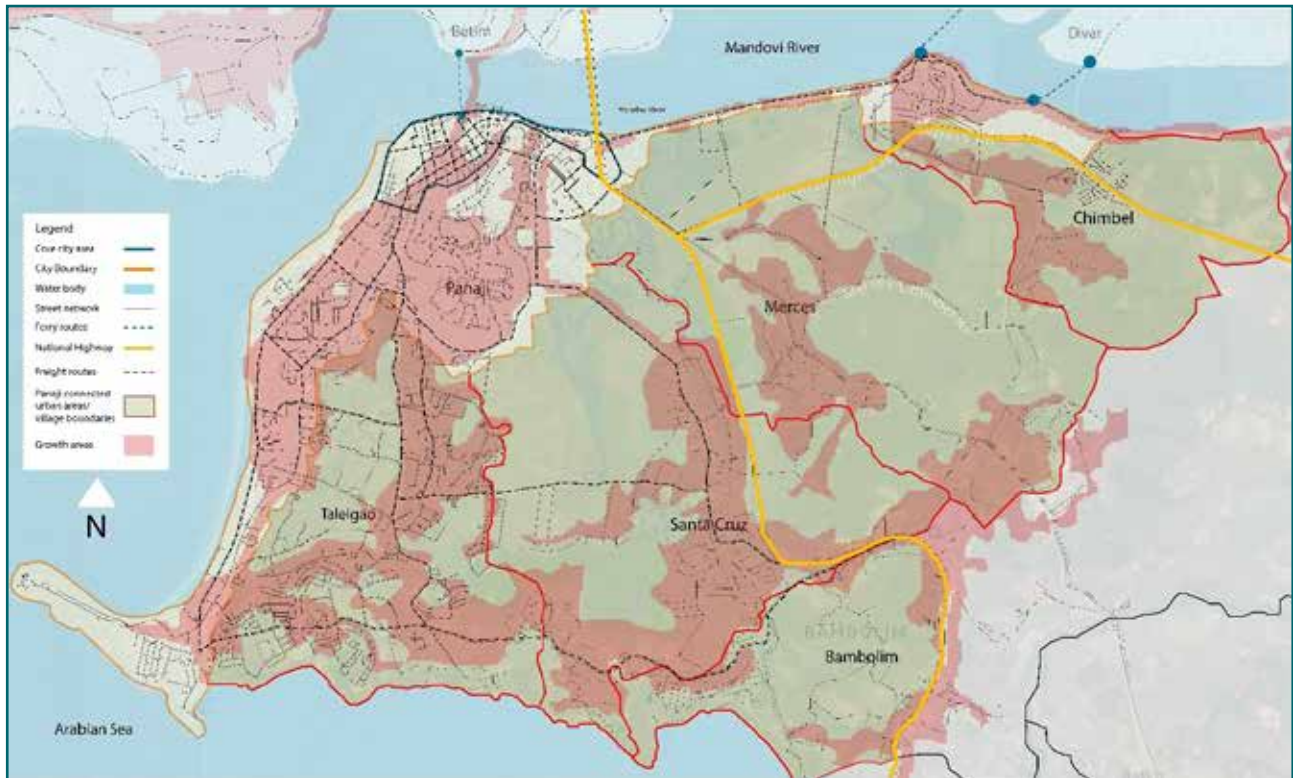 Betim
Mandovi River
Divar
Chimbel
Panaji
Merces
Legend
Core city area
City Boundary
Water body
Street network
Ferry routes
National Highway
Freight routes
Panaji connected
urban areas/
village boundaries
Growth areas
N
Taleigao
Santa Cruz
Bambolim
Arabian Sea